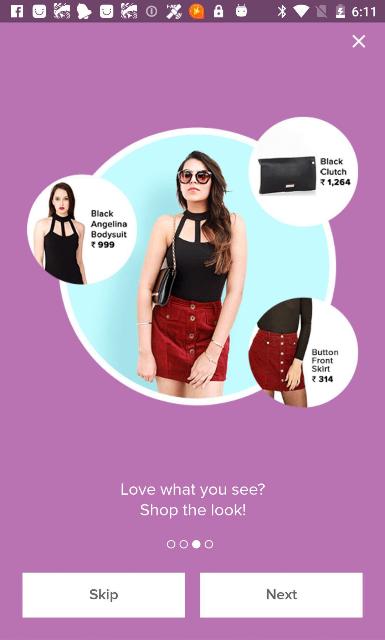 6:11
Black
Clutch
₹ 1,264
Black
Angelina
Bodysuit
₹ 999
Button
Front
Skirt
₹ 314
Love what you see?
Shop the look!
Skip
Next